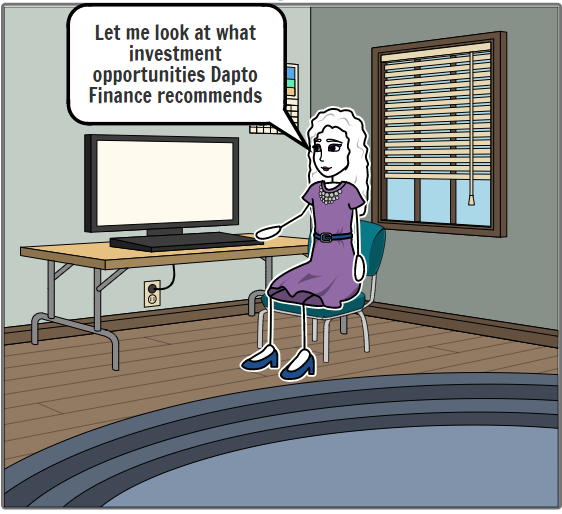 Let me look at what
investment
opportunities Dapto
Finance recommends